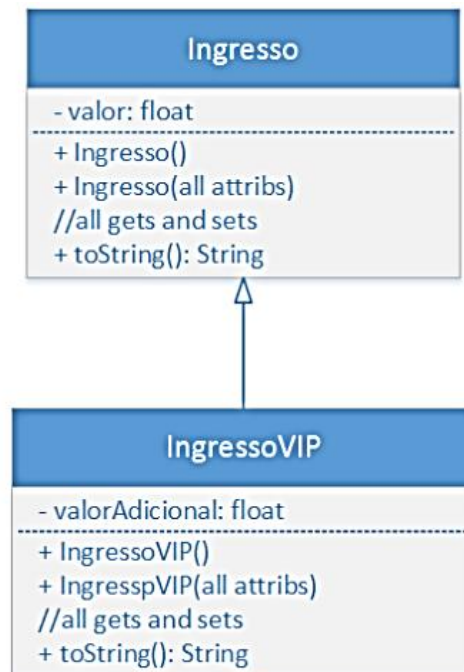 Ingresso
- valor: float
+ Ingresso()
+ Ingresso(all attribs)
//all gets and sets
+ toString(): String
IngressoVIP
- valorAdicional: float
+ IngressoVIP()
+ IngresspVIP(all attribs)
//all gets and sets
+ toString(): String